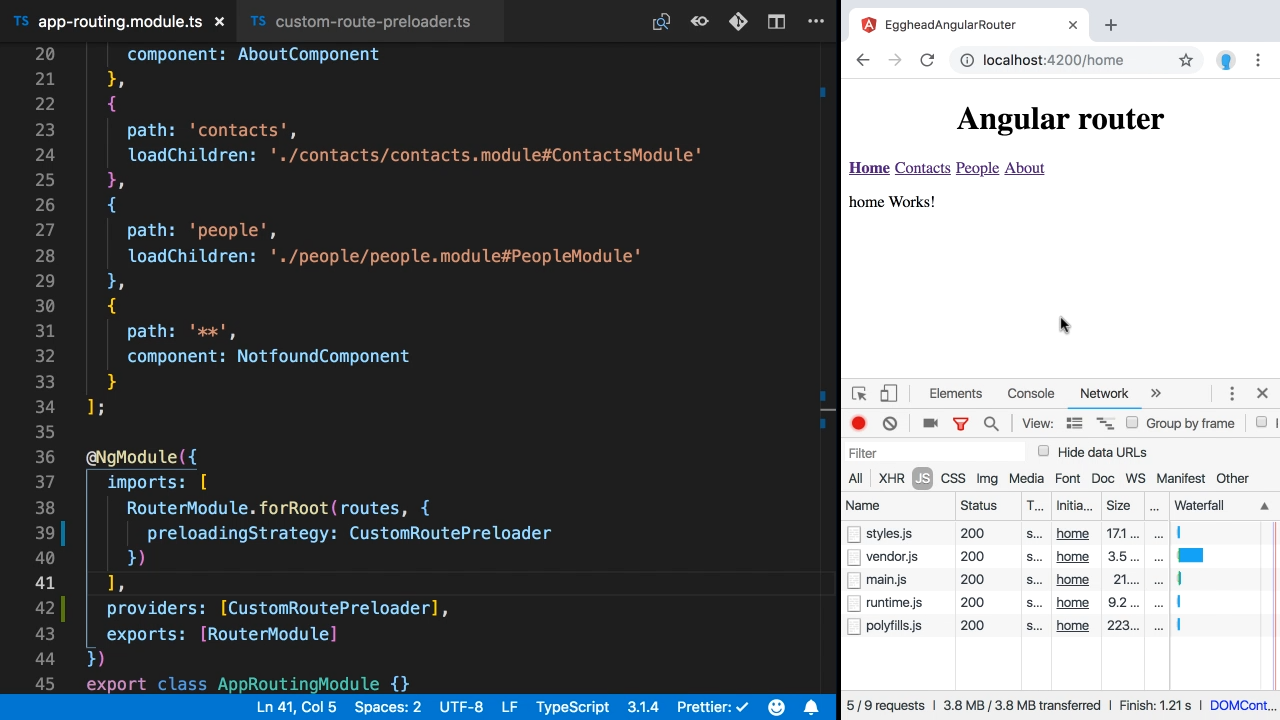 TS app-routing.module.ts
TS custom-route-preloader.ts
20 component: AboutComponent
21 },
22 {
23 path: 'contacts',
24 loadChildren: './contacts/contacts.module#ContactsModule'
25 },
26 {
27 path: 'people',
28 loadChildren: './people/people.module#PeopleModule'
29 },
30 {
31 path: '**',
32 component: NotfoundComponent
33 }
34 ];
35
36 @NgModule({
37 imports: [
38 RouterModule.forRoot(routes, {
39 preloadingStrategy: CustomRoutePreloader
40 })
41 ],
42 providers: [CustomRoutePreloader],
43 exports: [RouterModule]
44 })
45 export class AppRoutingModule {}
Ln 41, Col 5 Spaces: 2 UTF-8 LF TypeScript 3.1.4 Prettier: ✓
EggheadAngularRouter
localhost:4200/home
Angular router
Home Contacts People About
home Works!
Elements Console Network »
View: Group by frame
Filter Hide data URLs
All XHR JS CSS Img Media Font Doc WS Manifest Other
Name Status T... Initia... Size ... Waterfall
styles.js 200 s... home 17.1 ... ...
vendor.js 200 s... home 3.5 ... ...
main.js 200 s... home 21.... ...
runtime.js 200 s... home 9.2 ... ...
polyfills.js 200 s... home 223... ...
5 / 9 requests | 3.8 MB / 3.8 MB transferred | Finish: 1.21 s | DOMCont...